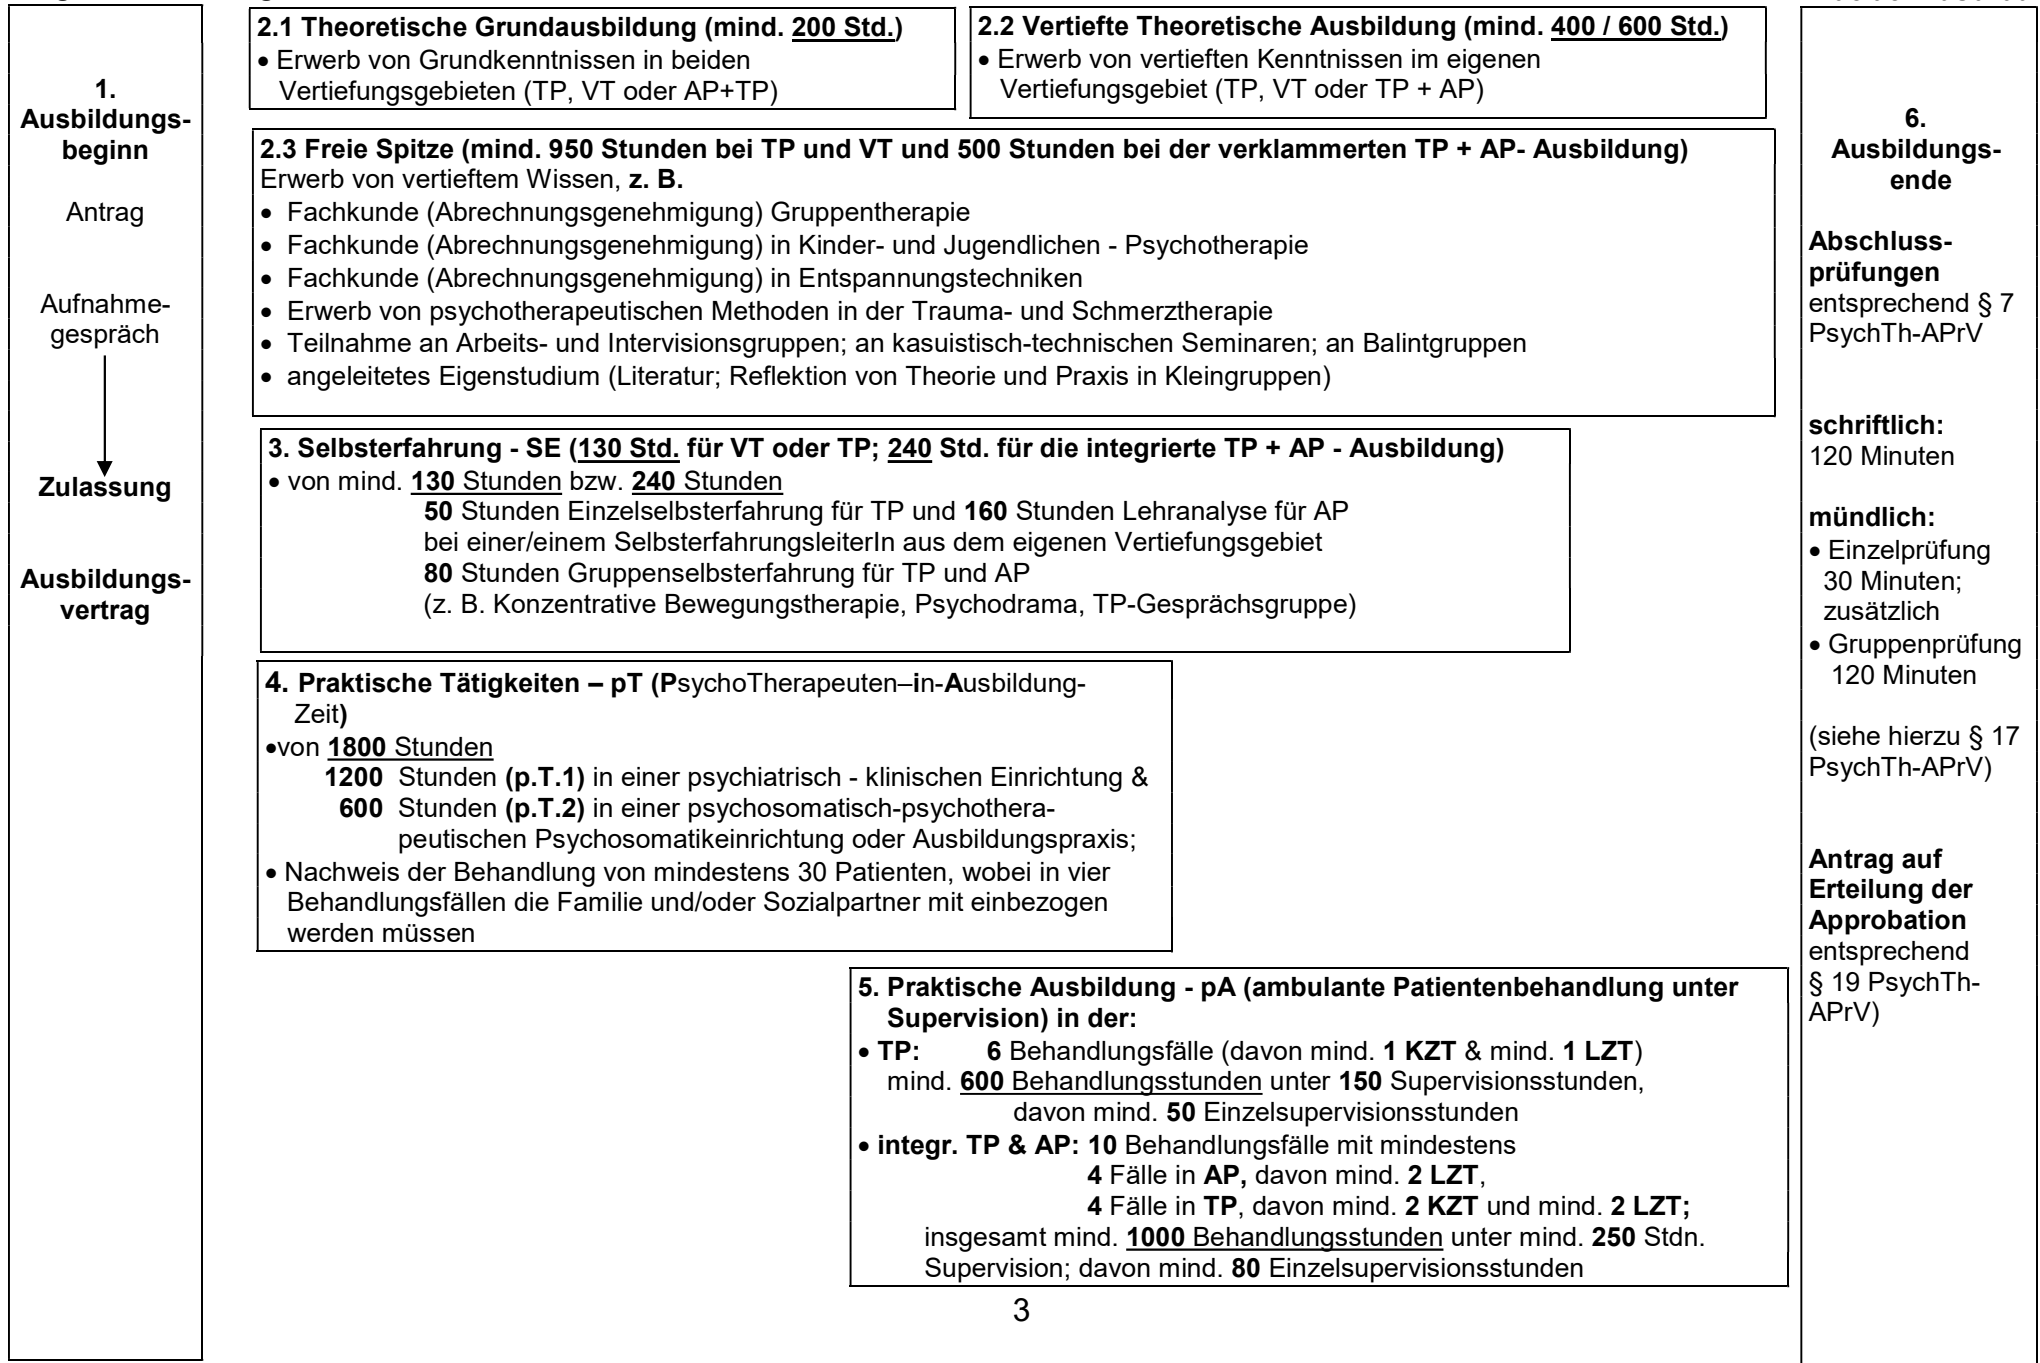 1.
Ausbildungs-
beginn
Antrag
Aufnahme-
gespräch
Zulassung
Ausbildungs-
vertrag
2.1 Theoretische Grundausbildung (mind. 200 Std.)
• Erwerb von Grundkenntnissen in beiden
Vertiefungsgebieten (TP, VT oder AP+TP)
2.2 Vertiefte Theoretische Ausbildung (mind. 400 / 600 Std.)
• Erwerb von vertieften Kenntnissen im eigenen
Vertiefungsgebiet (TP, VT oder TP + AP)
2.3 Freie Spitze (mind. 950 Stunden bei TP und VT und 500 Stunden bei der verklammerten TP + AP- Ausbildung)
Erwerb von vertieftem Wissen, z. B.
• Fachkunde (Abrechnungsgenehmigung) Gruppentherapie
• Fachkunde (Abrechnungsgenehmigung) in Kinder- und Jugendlichen - Psychotherapie
• Fachkunde (Abrechnungsgenehmigung) in Entspannungstechniken
• Erwerb von psychotherapeutischen Methoden in der Trauma- und Schmerztherapie
• Teilnahme an Arbeits- und Intervisionsgruppen; an kasuistisch-technischen Seminaren; an Balintgruppen
• angeleitetes Eigenstudium (Literatur; Reflektion von Theorie und Praxis in Kleingruppen)
3. Selbsterfahrung - SE (130 Std. für VT oder TP; 240 Std. für die integrierte TP + AP - Ausbildung)
• von mind. 130 Stunden bzw. 240 Stunden
50 Stunden Einzelselbsterfahrung für TP und 160 Stunden Lehranalyse für AP
bei einer/einem SelbsterfahrungsleiterIn aus dem eigenen Vertiefungsgebiet
80 Stunden Gruppenselbsterfahrung für TP und AP
(z. B. Konzentrative Bewegungstherapie, Psychodrama, TP-Gesprächsgruppe)
4. Praktische Tätigkeiten – pT (PsychoTherapeuten–in-Ausbildung-
Zeit)
•von 1800 Stunden
1200 Stunden (p.T.1) in einer psychiatrisch - klinischen Einrichtung &
600 Stunden (p.T.2) in einer psychosomatisch-psychothera-
peutischen Psychosomatikeinrichtung oder Ausbildungspraxis;
• Nachweis der Behandlung von mindestens 30 Patienten, wobei in vier
Behandlungsfällen die Familie und/oder Sozialpartner mit einbezogen
werden müssen
5. Praktische Ausbildung - pA (ambulante Patientenbehandlung unter
Supervision) in der:
• TP: 6 Behandlungsfälle (davon mind. 1 KZT & mind. 1 LZT)
mind. 600 Behandlungsstunden unter 150 Supervisionsstunden,
davon mind. 50 Einzelsupervisionsstunden
• integr. TP & AP: 10 Behandlungsfälle mit mindestens
4 Fälle in AP, davon mind. 2 LZT,
4 Fälle in TP, davon mind. 2 KZT und mind. 2 LZT;
insgesamt mind. 1000 Behandlungsstunden unter mind. 250 Stdn.
Supervision; davon mind. 80 Einzelsupervisionsstunden
6.
Ausbildungs-
ende
Abschluss-
prüfungen
entsprechend § 7
PsychTh-APrV
schriftlich:
120 Minuten
mündlich:
• Einzelprüfung
30 Minuten;
zusätzlich
• Gruppenprüfung
120 Minuten
(siehe hierzu § 17
PsychTh-APrV)
Antrag auf
Erteilung der
Approbation
entsprechend
§ 19 PsychTh-
APrV)
3